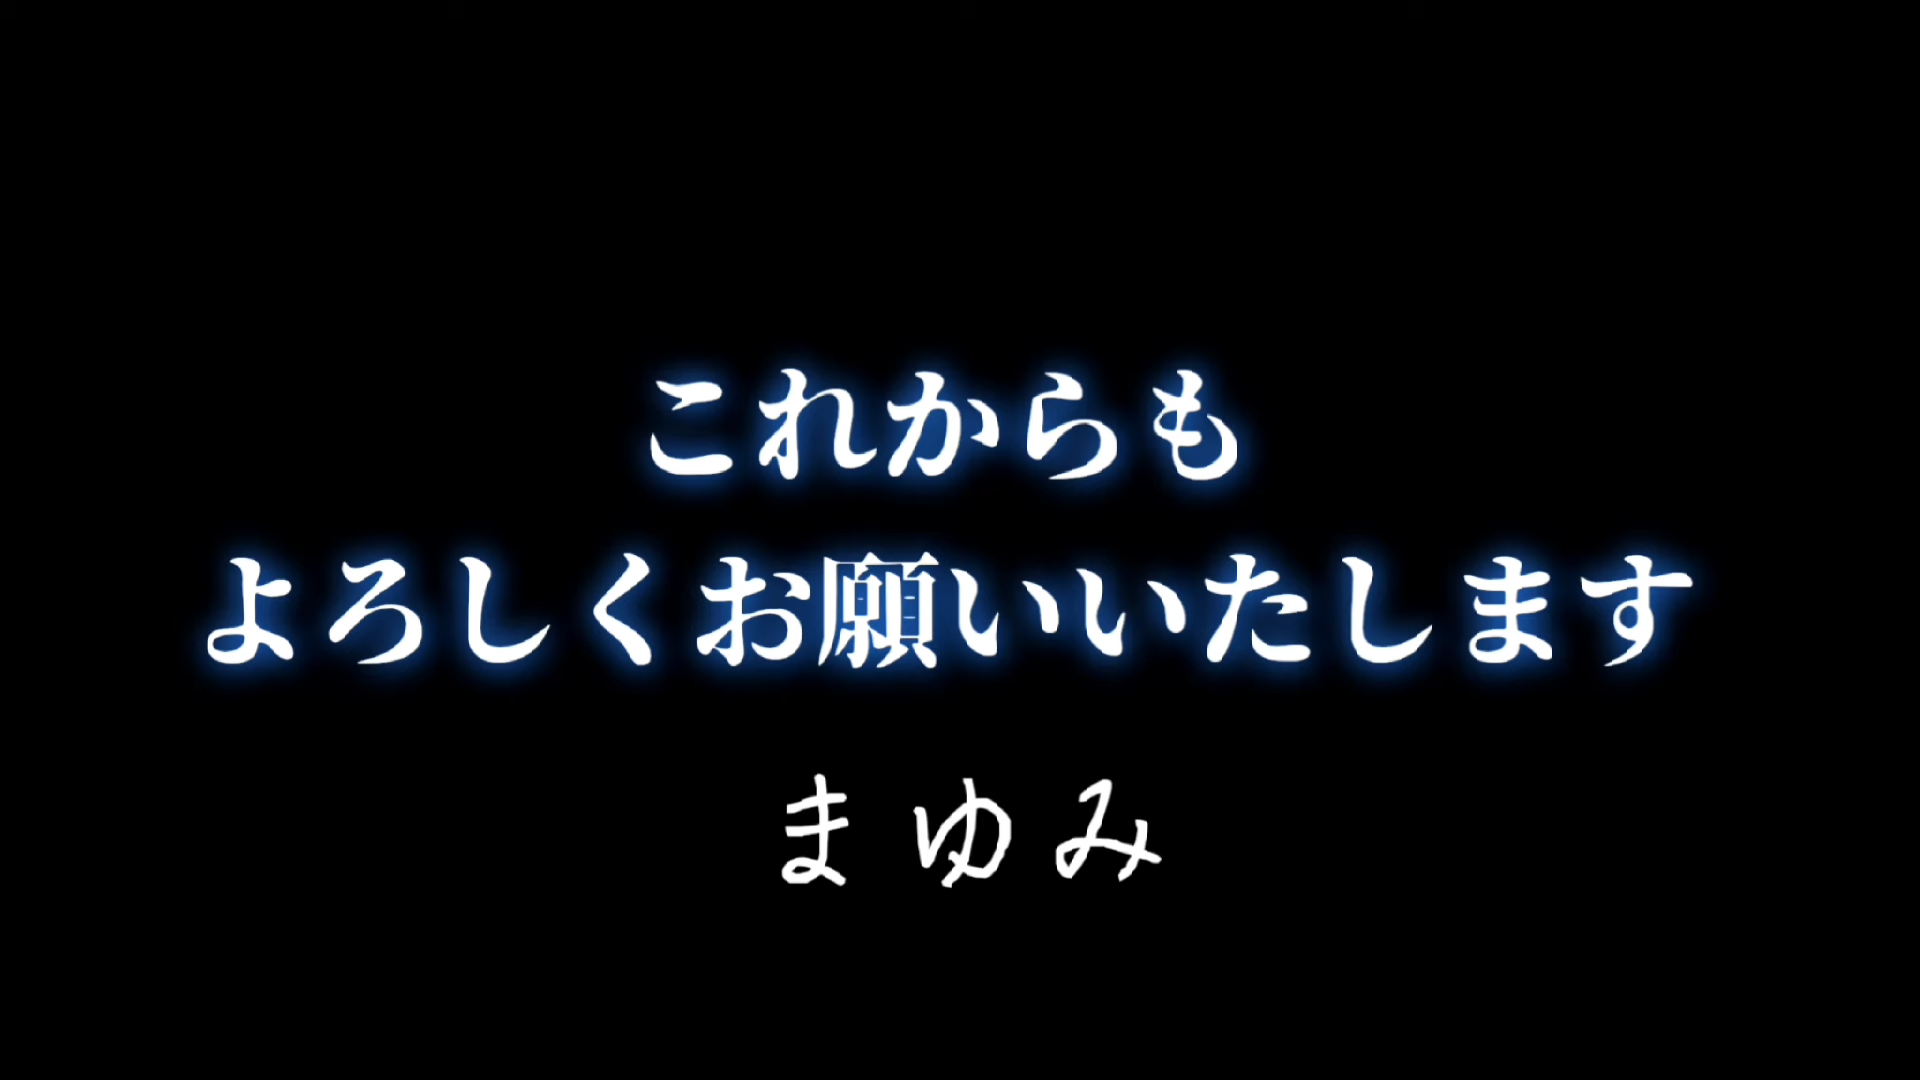 これからも
よろしくお願いいたします
まゆみ